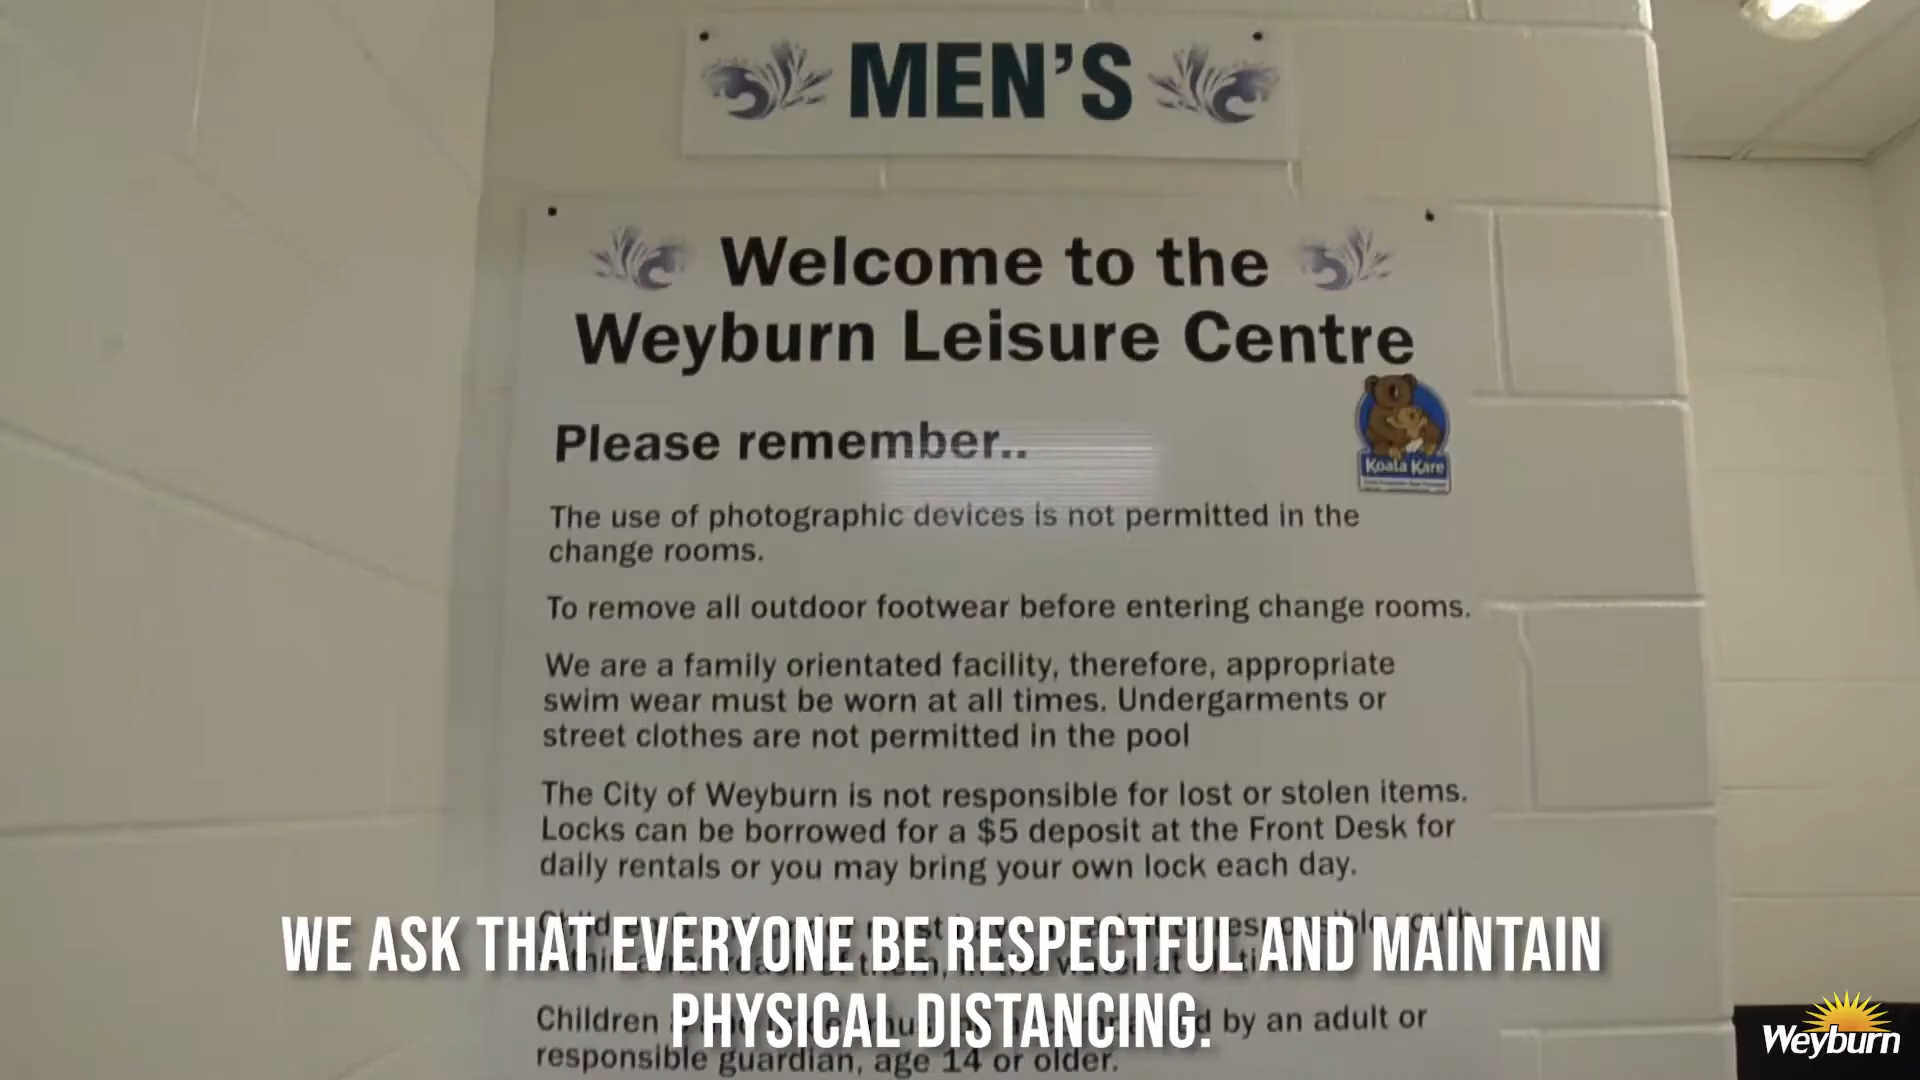 MEN'S
Welcome to the
Weyburn Leisure Centre
Koala Kare
Please remember..
The use of photographic devices is not permitted in the
change rooms.
To remove all outdoor footwear before entering change rooms.
We are a family orientated facility, therefore, appropriate
swim wear must be worn at all times. Undergarments or
street clothes are not permitted in the pool
The City of Weyburn is not responsible for lost or stolen items.
Locks can be borrowed for a $5 deposit at the Front Desk for
daily rentals or you may bring your own lock each day.
Children responsible youth
WE ASK THAT EVERYONE BE RESPECTFUL AND MAINTAIN
PHYSICAL DISTANCING.
Children by an adult or
responsible guardian, age 14 or older.
Weyburn